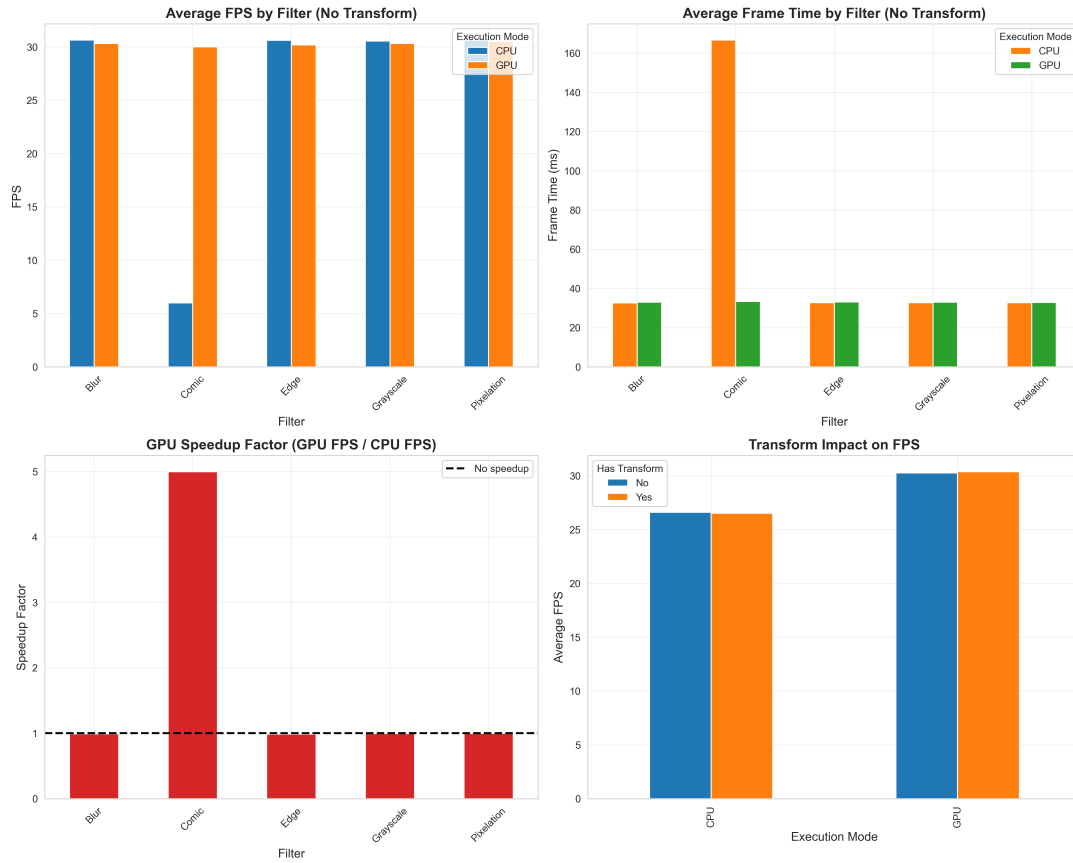 Average FPS by Filter (No Transform)
FPS
30
25
20
15
10
5
0
Execution Mode
CPU
GPU
Blur
Comic
Edge
Grayscale
Pixelation
Filter
Average Frame Time by Filter (No Transform)
Frame Time (ms)
160
140
120
100
80
60
40
20
0
Execution Mode
CPU
GPU
Blur
Comic
Edge
Grayscale
Pixelation
Filter
GPU Speedup Factor (GPU FPS / CPU FPS)
Speedup Factor
5
4
3
2
1
0
No speedup
Blur
Comic
Edge
Grayscale
Pixelation
Filter
Transform Impact on FPS
Average FPS
30
25
20
15
10
5
0
Has Transform
No
Yes
CPU
GPU
Execution Mode